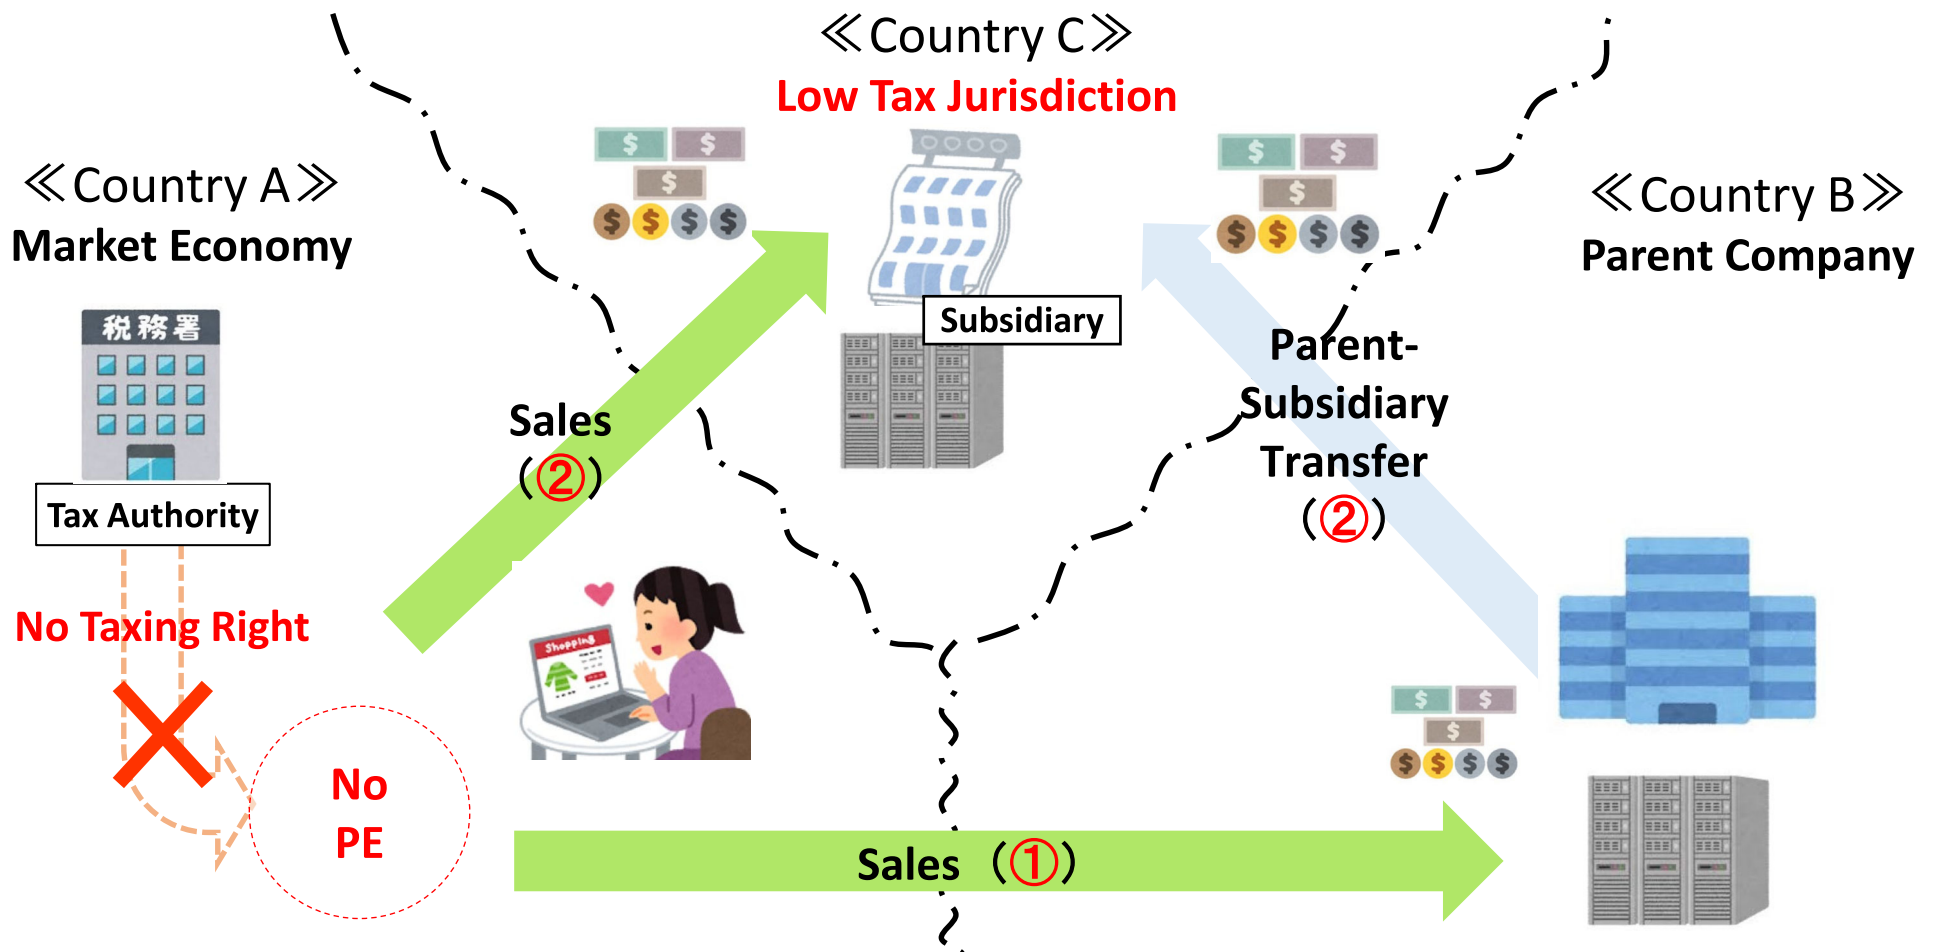 ≪Country C≫
Low Tax Jurisdiction
≪Country A≫
Market Economy
≪Country B≫
Parent Company
税務署
Tax Authority
Subsidiary
Sales
(②)
Parent-
Subsidiary
Transfer
(②)
No Taxing Right
Shopping
No
PE
Sales (①)
$ $
$
$ $ $ $
$ $
$
$ $ $ $
$ $
$
$ $ $ $